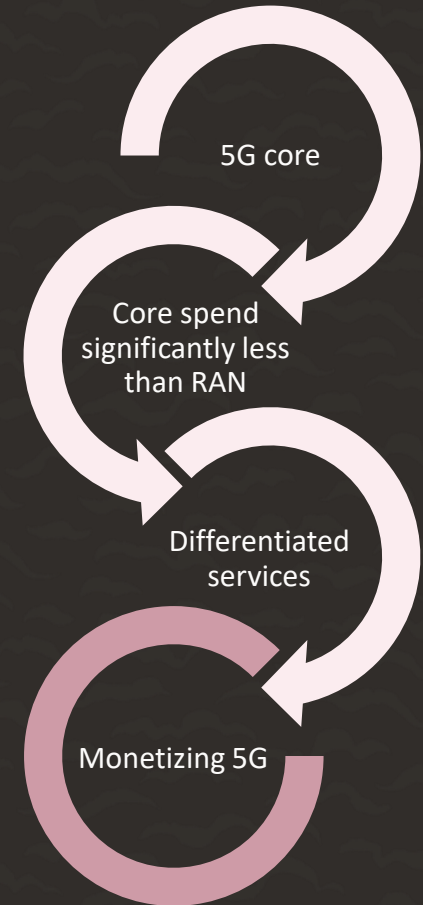 5G core
Core spend
significantly less
than RAN
Differentiated
services
Monetizing 5G